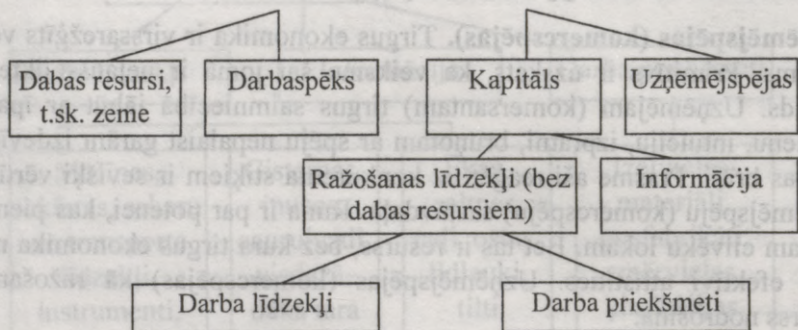 Dabas resursi,
t.sk. zeme
Darbaspēks
Kapitāls
Uzņēmējspējas
Ražošanas līdzekļi (bez
dabas resursiem)
Informācija
Darba līdzekļi
Darba priekšmeti